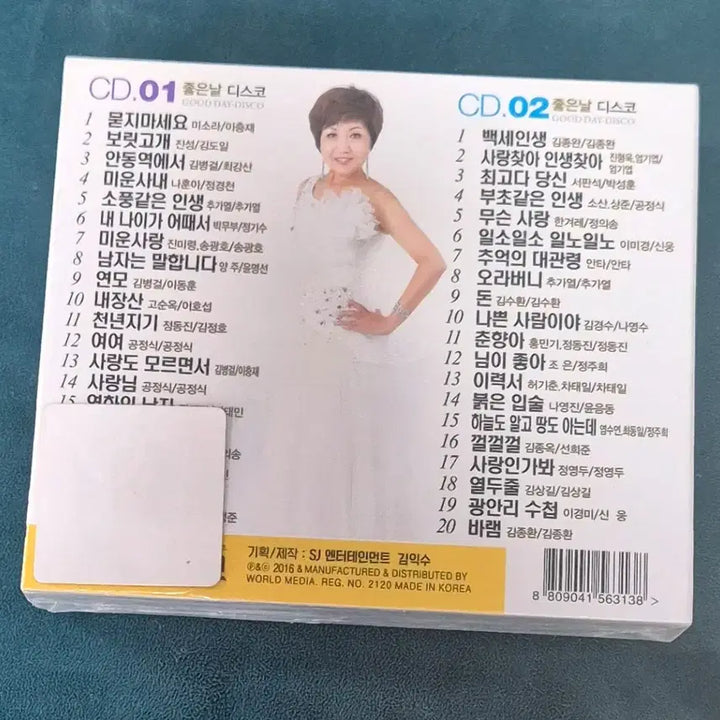 CD.01 좋은날 디스코
GOOD DAY-DISCO
1 묻지마세요 미소라/이충재
2 보릿고개 진성/김도일
3 안동역에서 김병걸/최강산
4 미운사내 나훈아/정경천
5 소풍같은 인생 추가열/추가열
6 내 나이가 어때서 박무부/정기수
7 미운사랑 진미령,송광호/송광호
8 남자는 말합니다 양 주/윤명선
9 연모 김병걸/이동훈
10 내장산 고순옥/이호섭
11 천년지기 정동진/김정호
12 여여 공정식/공정식
13 사랑도 모르면서 김병걸/이충재
14 사랑님 공정식/공정식
15
CD.02 좋은날 디스코
GOOD DAY-DISCO
1 백세인생 김종완/김종완
2 사랑찾아 인생찾아 진형욱,엄기엽/엄기엽
3 최고다 당신 서판석/박성훈
4 부초같은 인생 소산,상준/공정식
5 무슨 사랑 한겨레/정의송
6 일소일소 일노일노 이미경/신웅
7 추억의 대관령 안타/안타
8 오라버니 추가열/추가열
9 돈 김수환/김수환
10 나쁜 사람이야 김경수/나영수
11 춘향아 홍민기,정동진/정동진
12 님이 좋아 조 은/정주희
13 이력서 허기춘,차태일/차태일
14 붉은 입술 나영진/윤음동
15 하늘도 알고 땅도 아는데 염수연,최동일/정주희
16 껄껄껄 김종옥/선희준
17 사랑인가봐 정영두/정영두
18 열두줄 김상길/김상길
19 광안리 수첩 이경미/신 웅
20 바램 김종환/김종환
기획/제작 : SJ 엔터테인먼트 김익수
℗&© 2016 & MANUFACTURED & DISTRIBUTED BY
WORLD MEDIA. REG. NO. 2120 MADE IN KOREA
8 809041 563138 >